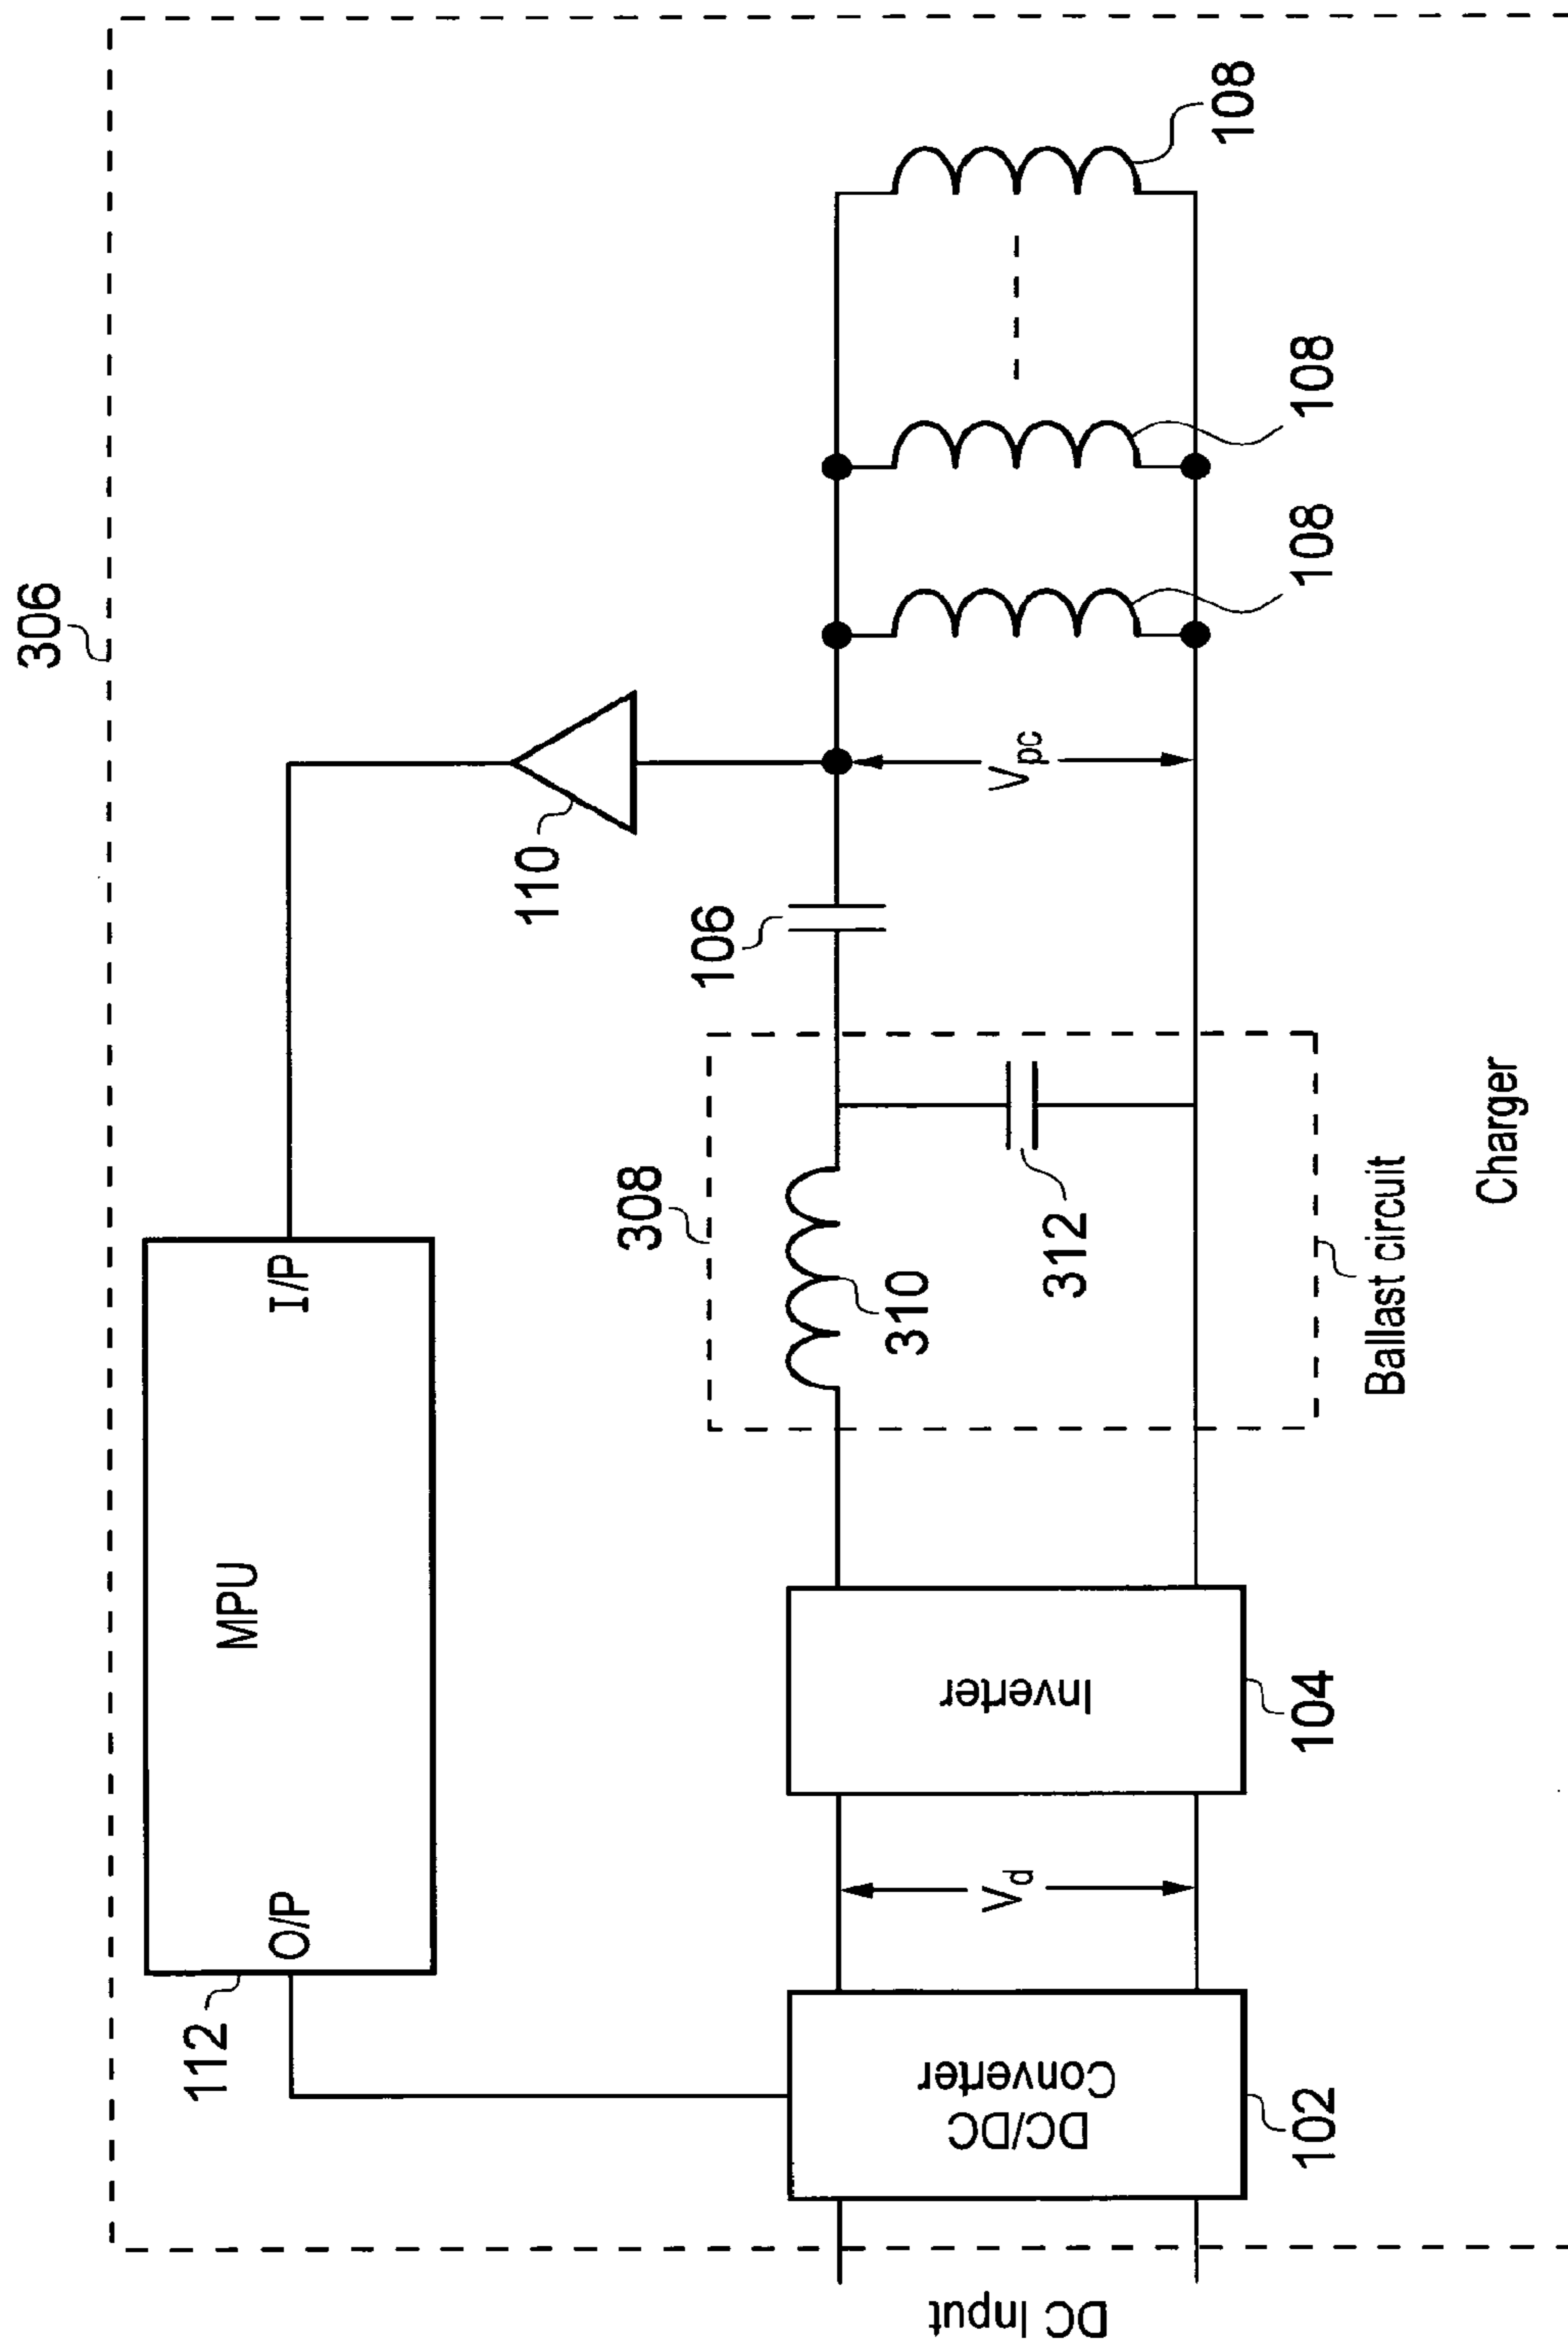 306
112
O/P
MPU
I/P
110
106
308
310
312
Ballast circuit
Charger
108
108
108
Vpc
DC Input
DC/DC
Converter
102
Vd
Inverter
104